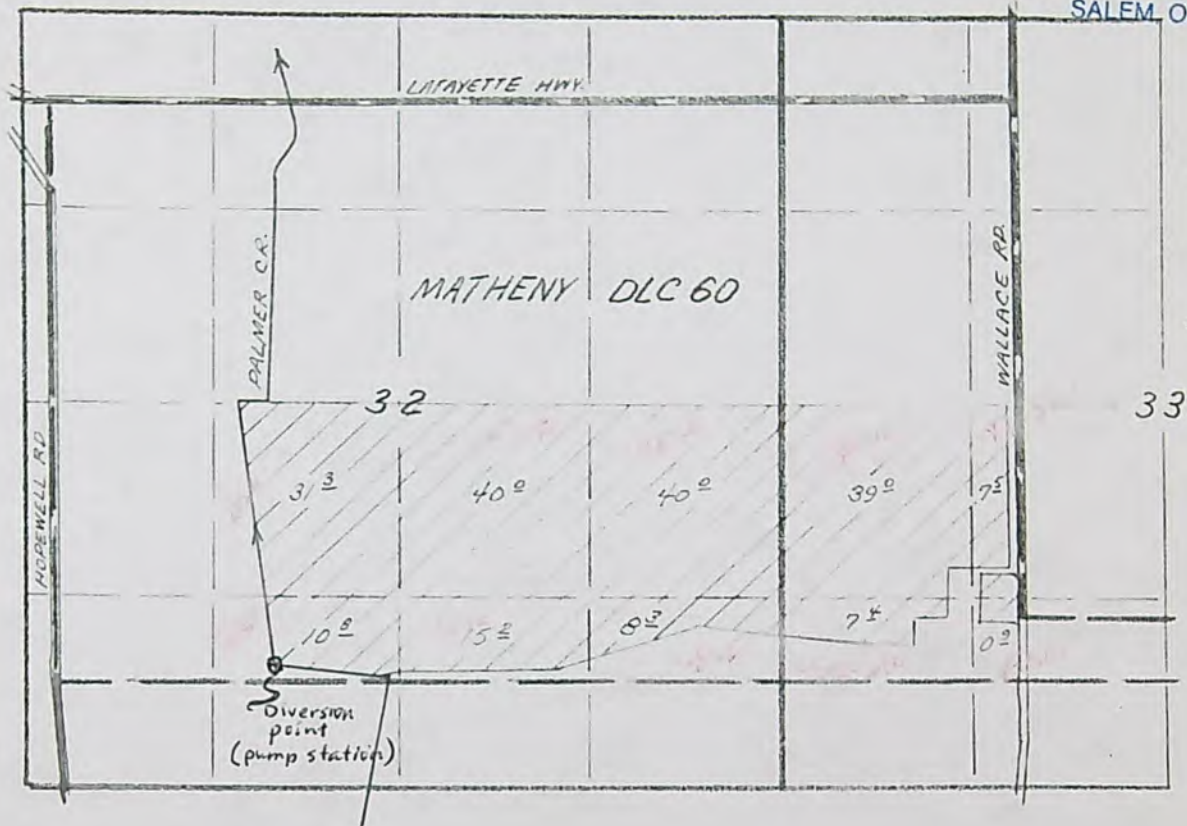 SALEM, O
LAFAYETTE HWY.
PALMER CR.
MATHENY DLC 60
WALLACE RD.
HOPEWELL RD
32
33
31 3
40 0
40 0
39 0
7 5
10 8
15 2
8 3
7 4
0 9
Diversion
point
(pump station)